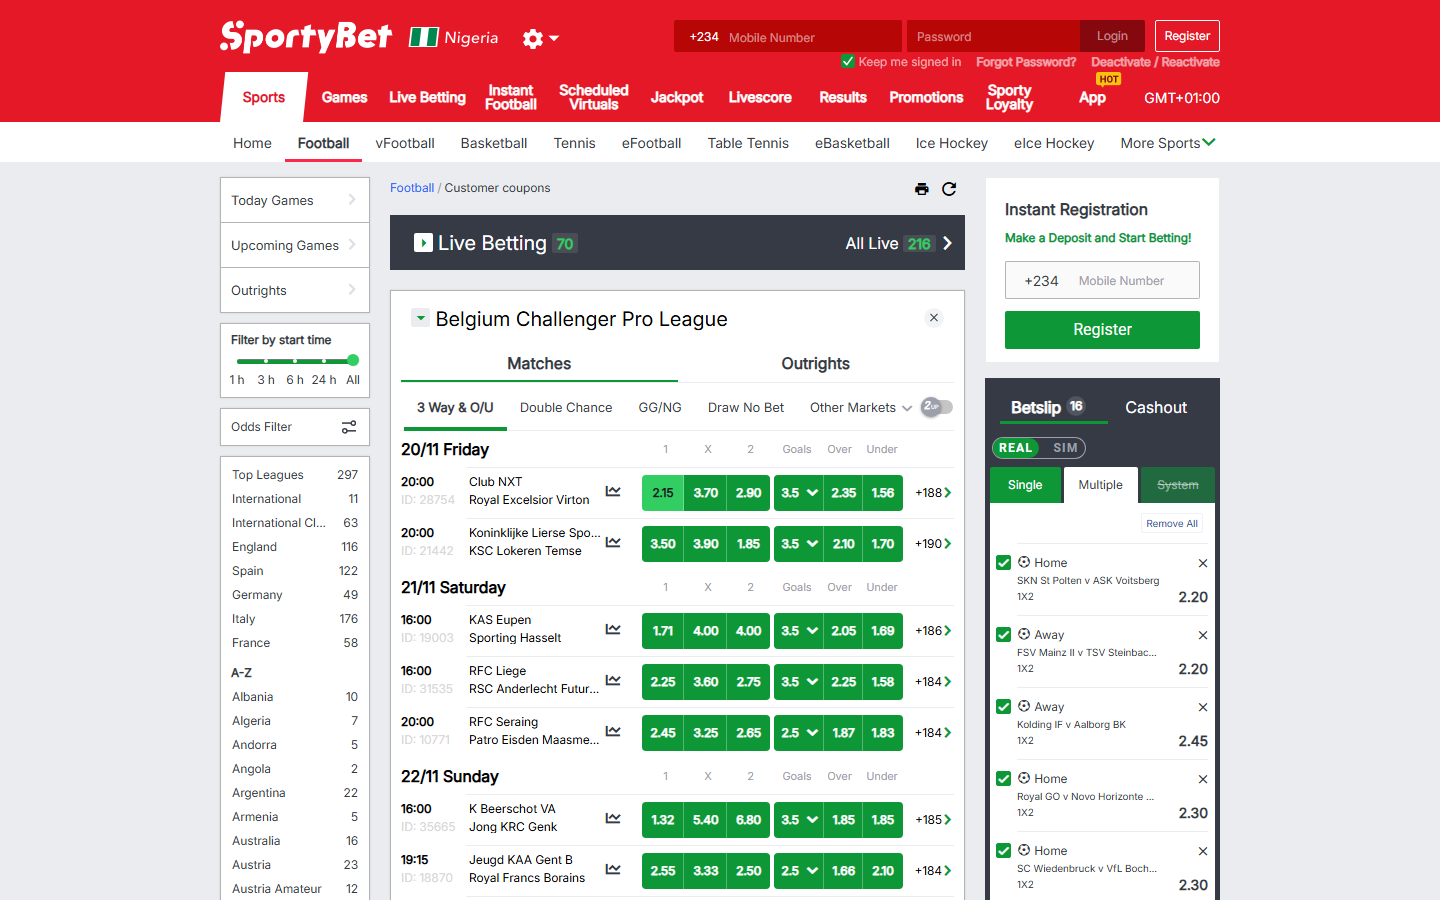 SportyBet
Nigeria
+234 Mobile Number
Password
Login
Register
Keep me signed in
Forgot Password?
Deactivate / Reactivate
Sports
Games
Live Betting
Instant Football
Scheduled Virtuals
Jackpot
Livescore
Results
Promotions
Sporty Loyalty
HOT
App
GMT+01:00
Home
Football
vFootball
Basketball
Tennis
eFootball
Table Tennis
eBasketball
Ice Hockey
eIce Hockey
More Sports
Today Games
Upcoming Games
Outrights
Filter by start time
1 h 3 h 6 h 24 h All
Odds Filter
Top Leagues 297
International 11
International Cl... 63
England 116
Spain 122
Germany 49
Italy 176
France 58
A-Z
Albania 10
Algeria 7
Andorra 5
Angola 2
Argentina 22
Armenia 5
Australia 16
Austria 23
Austria Amateur 12
Football / Customer coupons
Live Betting 70
All Live 216
Belgium Challenger Pro League
Matches
Outrights
3 Way & O/U
Double Chance
GG/NG
Draw No Bet
Other Markets
2UP
20/11 Friday 1 X 2 Goals Over Under
20:00 Club NXT
ID: 28754 Royal Excelsior Virton
2.15 3.70 2.90 3.5 2.35 1.56 +188
20:00 Koninklijke Lierse Spo...
ID: 21442 KSC Lokeren Temse
3.50 3.90 1.85 3.5 2.10 1.70 +190
21/11 Saturday 1 X 2 Goals Over Under
16:00 KAS Eupen
ID: 19003 Sporting Hasselt
1.71 4.00 4.00 3.5 2.05 1.69 +186
16:00 RFC Liege
ID: 31535 RSC Anderlecht Futur...
2.25 3.60 2.75 3.5 2.25 1.58 +184
20:00 RFC Seraing
ID: 10771 Patro Eisden Maasme...
2.45 3.25 2.65 2.5 1.87 1.83 +184
22/11 Sunday 1 X 2 Goals Over Under
16:00 K Beerschot VA
ID: 35665 Jong KRC Genk
1.32 5.40 6.80 3.5 1.85 1.85 +185
19:15 Jeugd KAA Gent B
ID: 18870 Royal Francs Borains
2.55 3.33 2.50 2.5 1.66 2.10 +184
Instant Registration
Make a Deposit and Start Betting!
+234 Mobile Number
Register
Betslip 16
Cashout
REAL SIM
Single
Multiple
System
Remove All
Home
SKN St Polten v ASK Voitsberg
1X2 2.20
Away
FSV Mainz II v TSV Steinbac...
1X2 2.20
Away
Kolding IF v Aalborg BK
1X2 2.45
Home
Royal GO v Novo Horizonte ...
1X2 2.30
Home
SC Wiedenbruck v VfL Boch...
1X2 2.30